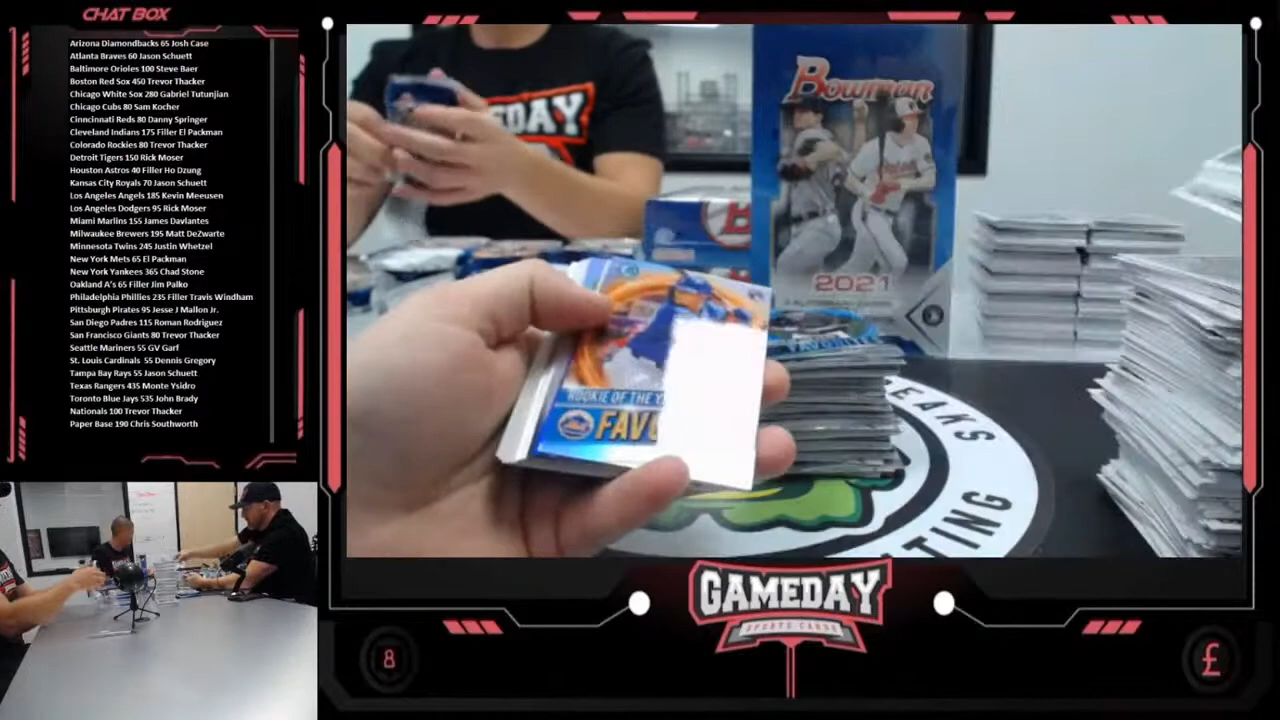 CHAT BOX
Arizona Diamondbacks 65 Josh Case
Atlanta Braves 60 Jason Schuett
Baltimore Orioles 100 Steve Baer
Boston Red Sox 450 Trevor Thacker
Chicago White Sox 280 Gabriel Tutunjian
Chicago Cubs 80 Sam Kocher
Cinncinnati Reds 80 Danny Springer
Cleveland Indians 175 Filler El Packman
Colorado Rockies 80 Trevor Thacker
Detroit Tigers 150 Rick Moser
Houston Astros 40 Filler Ho Dzung
Kansas City Royals 70 Jason Schuett
Los Angeles Angels 185 Kevin Meeusen
Los Angeles Dodgers 95 Rick Moser
Miami Marlins 155 James Davlantes
Milwaukee Brewers 195 Matt DeZwarte
Minnesota Twins 245 Justin Whetzel
New York Mets 65 El Packman
New York Yankees 365 Chad Stone
Oakland A's 65 Filler Jim Palko
Philadelphia Phillies 235 Filler Travis Windham
Pittsburgh Pirates 95 Jesse J Mallon Jr.
San Diego Padres 115 Roman Rodriguez
San Francisco Giants 80 Trevor Thacker
Seattle Mariners 55 GV Garf
St. Louis Cardinals 55 Dennis Gregory
Tampa Bay Rays 55 Jason Schuett
Texas Rangers 435 Monte Ysidro
Toronto Blue Jays 535 John Brady
Nationals 100 Trevor Thacker
Paper Base 190 Chris Southworth
Bowman
2021
ROOKIE OF THE Y
FAVO
FAVORITE
EAKS
TING
GAMEDAY
SPORTS CARDS
8
£